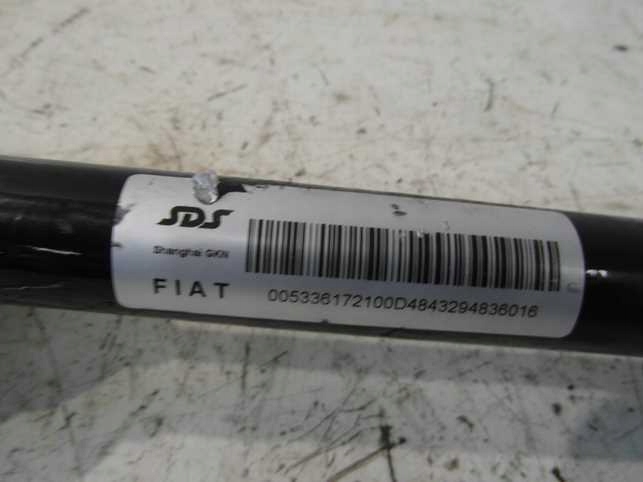 SDS
Shanghai GKN
FIAT
005336172100D4843294836016